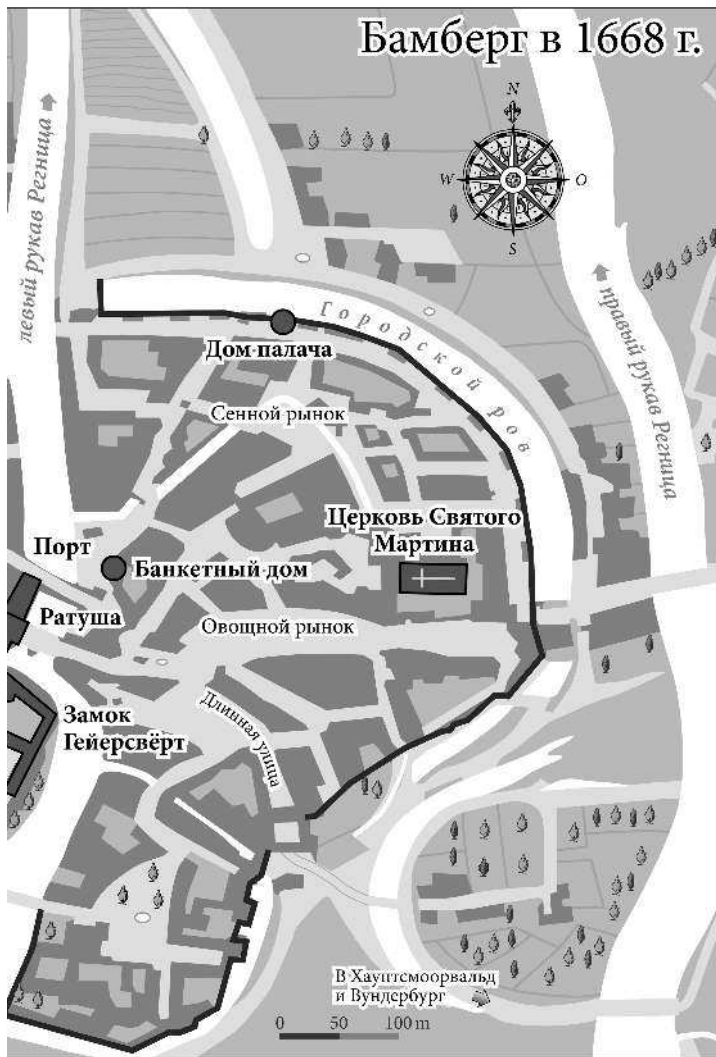 Бамберг в 1668 г.
N
W
O
S
левый рукав Регница
правый рукав Регница
Городской ров
Дом палача
Сенной рынок
Церковь Святого
Мартина
Порт
Банкетный дом
Ратуша
Овощной рынок
Длинная улица
Замок
Гейерсвёрт
В Хауптсмоорвальд
и Вундербург
0 50 100 m